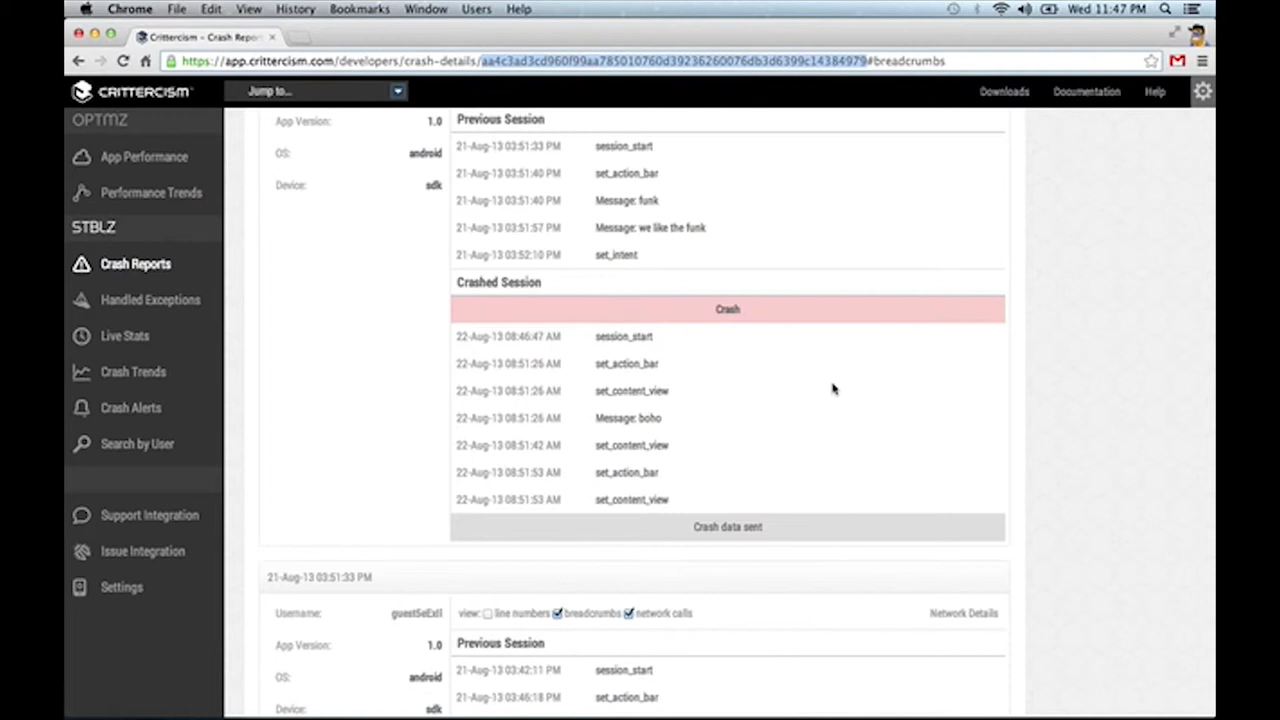 Chrome File Edit View History Bookmarks Window Users Help Wed 11:47 PM
Crittercism - Crash Repor
https://app.crittercism.com/developers/crash-details/aa4c3ad3cd960f99aa785010760d39236260076db3d6399c14384979#breadcrumbs
CRITTERCISM Jump to... Downloads Documentation Help
OPTMZ
App Performance
Performance Trends
STBLZ
Crash Reports
Handled Exceptions
Live Stats
Crash Trends
Crash Alerts
Search by User
Support Integration
Issue Integration
Settings
App Version: 1.0
OS: android
Device: sdk
Previous Session
21-Aug-13 03:51:33 PM session_start
21-Aug-13 03:51:40 PM set_action_bar
21-Aug-13 03:51:40 PM Message: funk
21-Aug-13 03:51:57 PM Message: we like the funk
21-Aug-13 03:52:10 PM set_intent
Crashed Session
Crash
22-Aug-13 08:46:47 AM session_start
22-Aug-13 08:51:26 AM set_action_bar
22-Aug-13 08:51:26 AM set_content_view
22-Aug-13 08:51:26 AM Message: boho
22-Aug-13 08:51:42 AM set_content_view
22-Aug-13 08:51:53 AM set_action_bar
22-Aug-13 08:51:53 AM set_content_view
Crash data sent
21-Aug-13 03:51:33 PM
Username:
view: line numbers breadcrumbs network calls Network Details
App Version: 1.0
OS: android
Device: sdk
Previous Session
21-Aug-13 03:42:11 PM session_start
21-Aug-13 03:46:18 PM set_action_bar